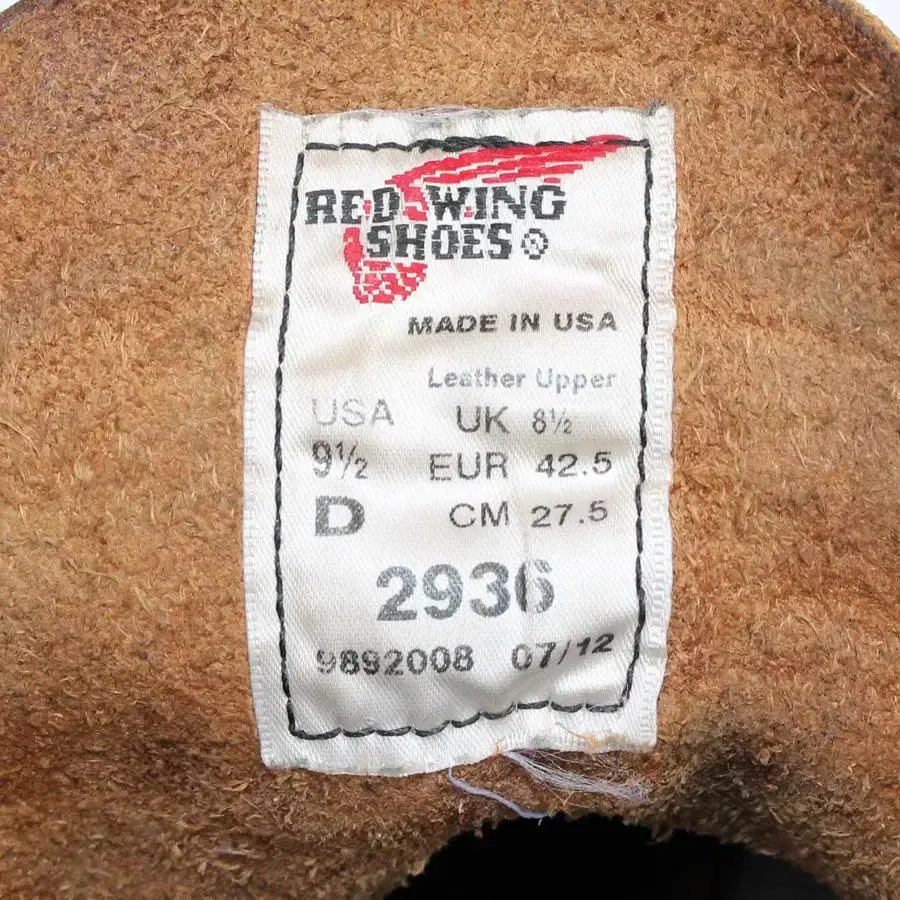 RED WING
SHOES ®
MADE IN USA
Leather Upper
USA UK 8½
9½ EUR 42.5
D CM 27.5
2936
9892008 07/12